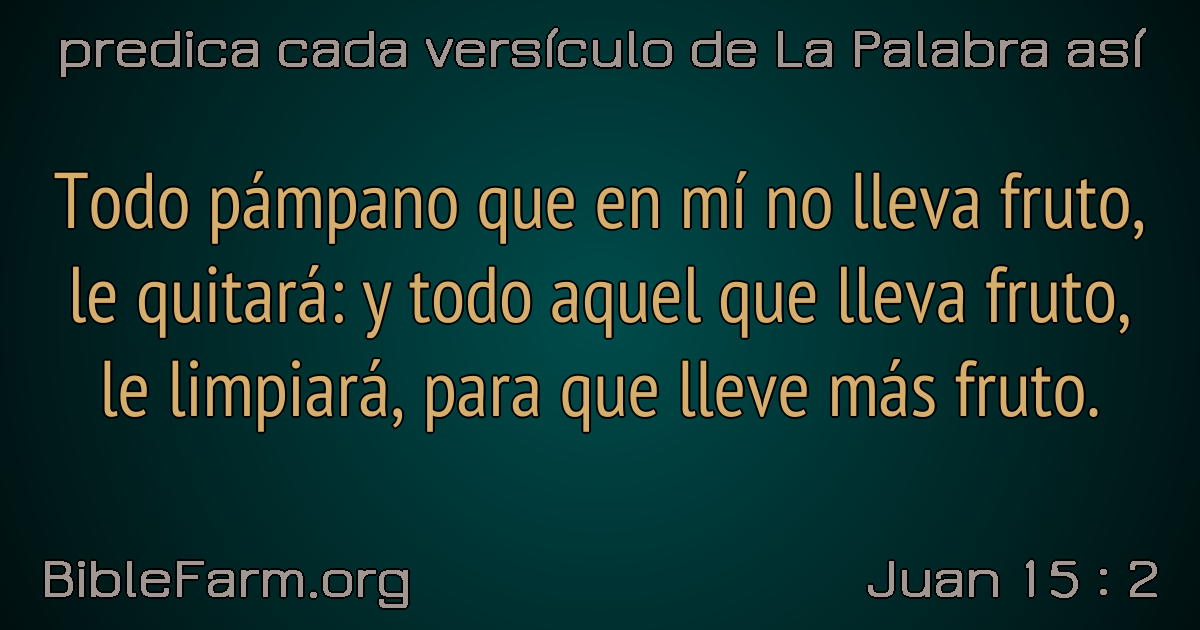 predica cada versículo de La Palabra así
Todo pámpano que en mí no lleva fruto,
le quitará: y todo aquel que lleva fruto,
le limpiará, para que lleve más fruto.
BibleFarm.org
Juan 15 : 2